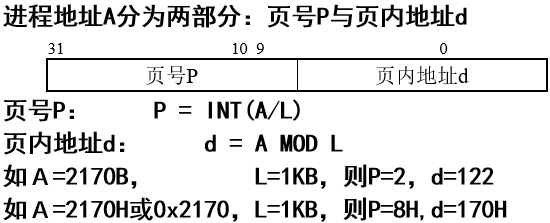 进程地址A分为两部分：页号P与页内地址d
31 10 9 0
页号P 页内地址d
页号P： P = INT(A/L)
页内地址d： d = A MOD L
如A=2170B， L=1KB，则P=2，d=122
如A=2170H或0x2170，L=1KB，则P=8H,d=170H